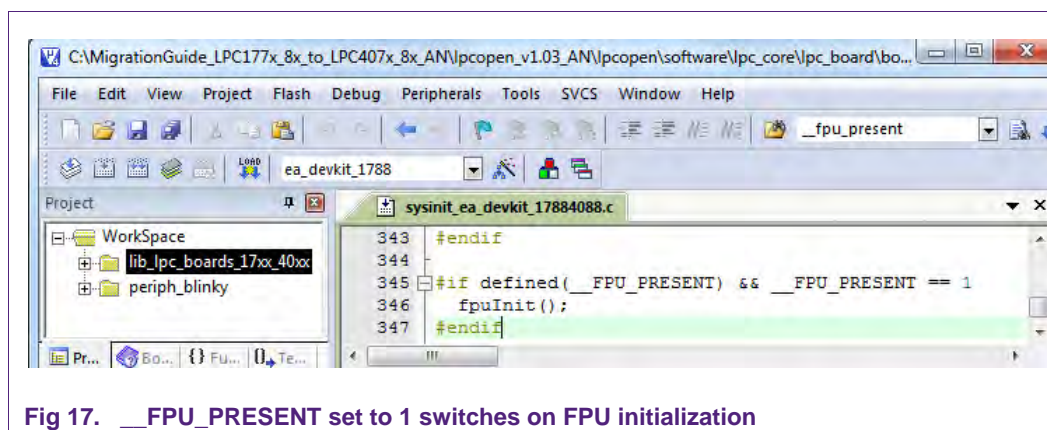 C:\MigrationGuide_LPC177x_8x_to_LPC407x_8x_AN\lpcopen_v1.03_AN\lpcopen\software\lpc_core\lpc_board\bo...
File Edit View Project Flash Debug Peripherals Tools SVCS Window Help
__fpu_present
LOAD ea_devkit_1788
Project
sysinit_ea_devkit_17884088.c
WorkSpace
lib_lpc_boards_17xx_40xx
periph_blinky
343 #endif
344
345 #if defined(__FPU_PRESENT) && __FPU_PRESENT == 1
346 fpuInit();
347 #endif
Pr... Bo... {} Fu... 0 Te...
Fig 17. __FPU_PRESENT set to 1 switches on FPU initialization